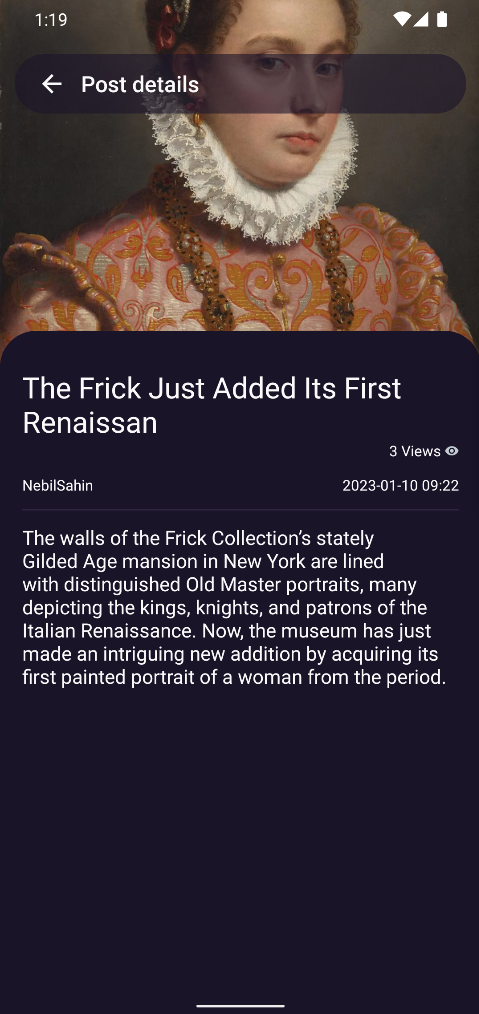 1:19
Post details
The Frick Just Added Its First
Renaissan
3 Views
NebilSahin
2023-01-10 09:22
The walls of the Frick Collection’s stately
Gilded Age mansion in New York are lined
with distinguished Old Master portraits, many
depicting the kings, knights, and patrons of the
Italian Renaissance. Now, the museum has just
made an intriguing new addition by acquiring its
first painted portrait of a woman from the period.